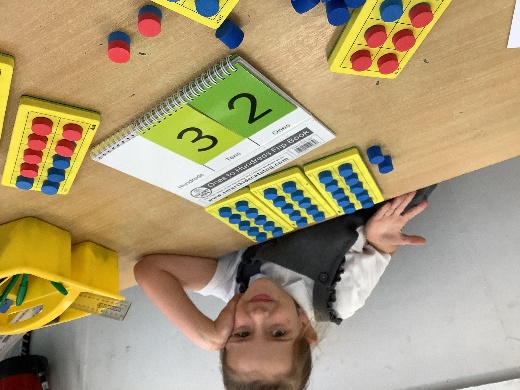 3 2
Hundreds Tens Ones
Ones to Hundreds Flip Book